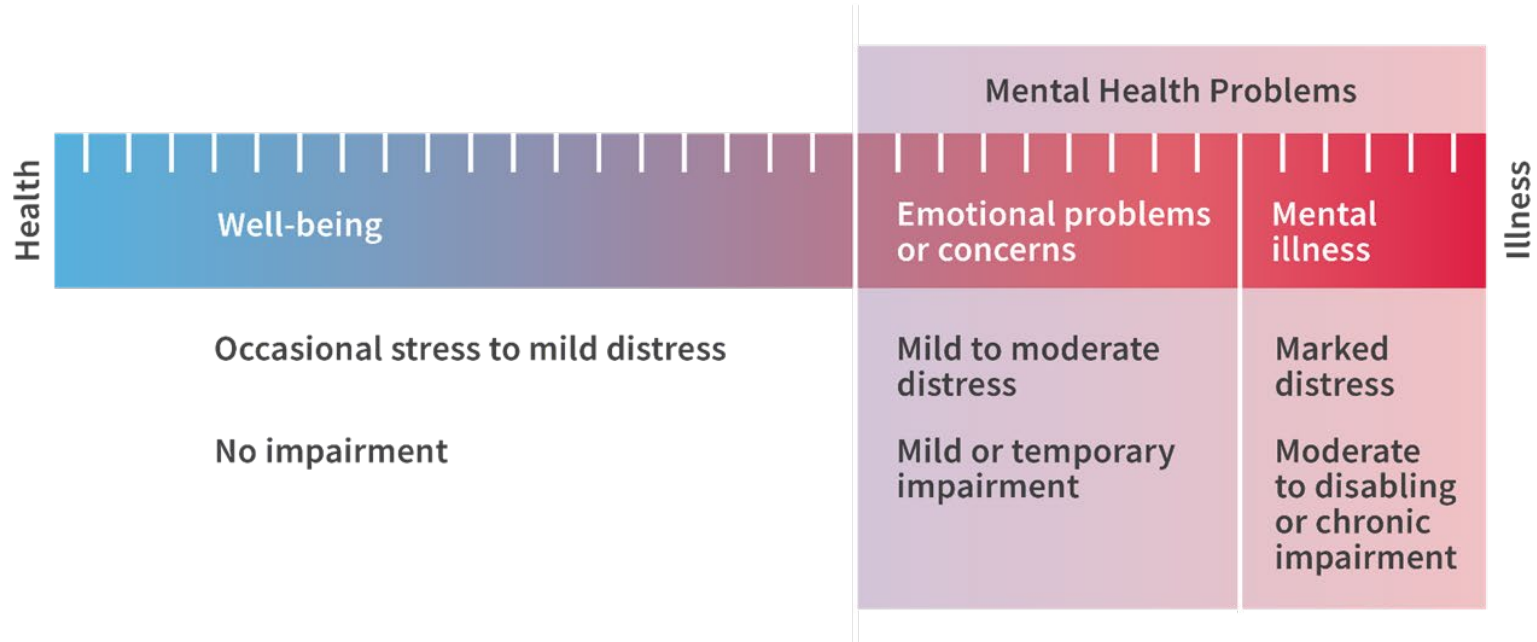 Mental Health Problems
Health
Well-being
Emotional problems
or concerns
Mental
illness
Illness
Occasional stress to mild distress
No impairment
Mild to moderate
distress
Mild or temporary
impairment
Marked
distress
Moderate
to disabling
or chronic
impairment